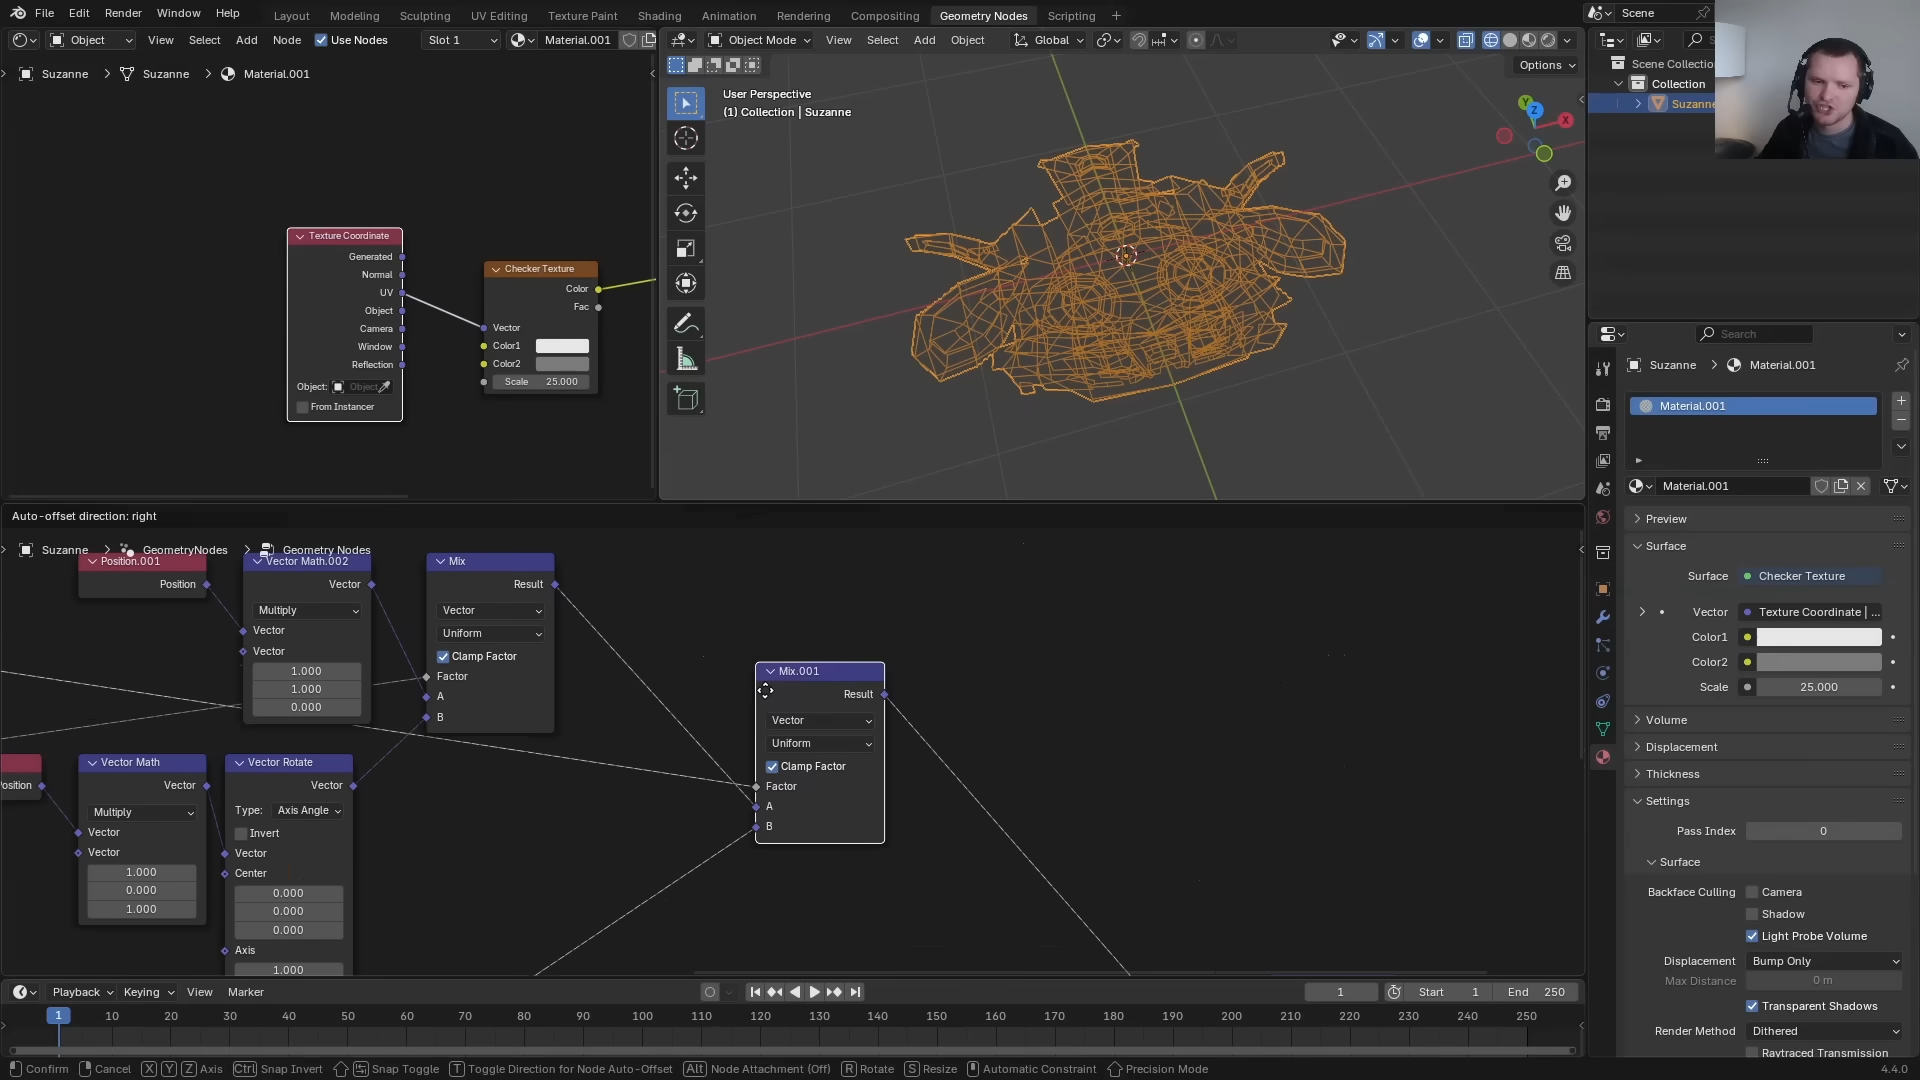 File Edit Render Window Help
Layout Modeling Sculpting UV Editing Texture Paint Shading Animation Rendering Compositing Geometry Nodes Scripting +
Scene
Object View Select Add Node Use Nodes Slot 1 Material.001
Object Mode View Select Add Object Global
Suzanne > Suzanne > Material.001
Options
Scene Collectio
Collection
Suzanne
User Perspective
(1) Collection | Suzanne
Y
Z
X
Texture Coordinate
Generated
Normal
UV
Object
Camera
Window
Reflection
Object: Object
From Instancer
Checker Texture
Color
Fac
Vector
Color1
Color2
Scale 25.000
Search
Suzanne > Material.001
Material.001
Material.001
Preview
Surface
Surface Checker Texture
Vector Texture Coordinate | ...
Color1
Color2
Scale 25.000
Volume
Displacement
Thickness
Settings
Pass Index 0
Surface
Backface Culling Camera
Shadow
Light Probe Volume
Displacement Bump Only
Max Distance 0 m
Transparent Shadows
Render Method Dithered
Raytraced Transmission
Auto-offset direction: right
Suzanne > GeometryNodes > Geometry Nodes
Position.001
Position
Vector Math.002
Vector
Multiply
Vector
Vector
1.000
1.000
0.000
Mix
Result
Vector
Uniform
Clamp Factor
Factor
A
B
Mix.001
Result
Vector
Uniform
Clamp Factor
Factor
A
B
osition
Vector Math
Vector
Multiply
Vector
Vector
1.000
0.000
1.000
Vector Rotate
Vector
Type: Axis Angle
Invert
Vector
Center
0.000
0.000
0.000
Axis
1.000
Playback Keying View Marker
1 Start 1 End 250
1 10 20 30 40 50 60 70 80 90 100 110 120 130 140 150 160 170 180 190 200 210 220 230 240 250
Confirm Cancel X Y Z Axis Ctrl Snap Invert Snap Toggle T Toggle Direction for Node Auto-Offset Alt Node Attachment (Off) R Rotate S Resize Automatic Constraint Precision Mode
4.4.0